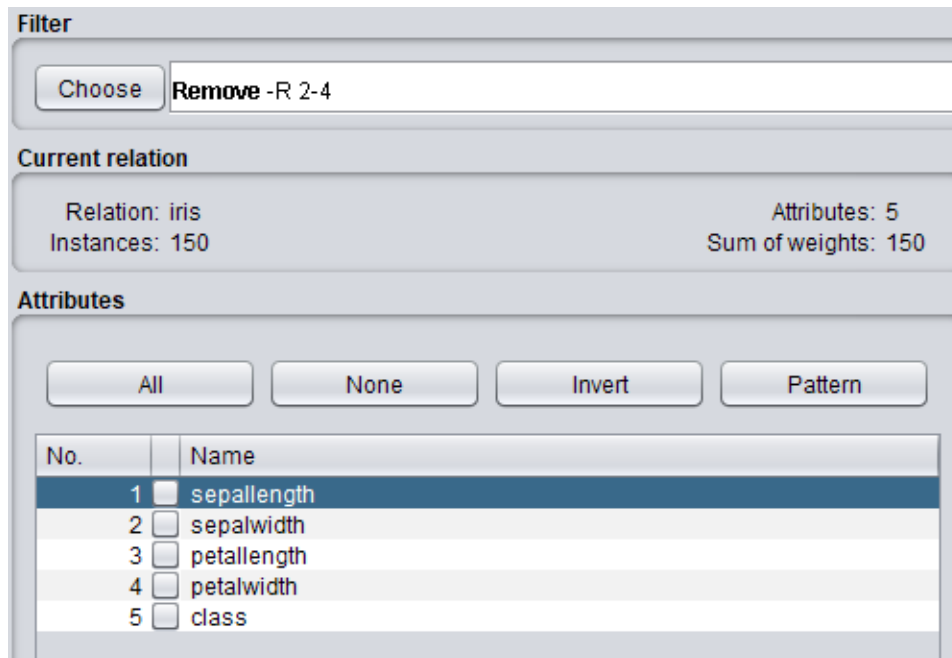 Filter
Choose Remove -R 2-4
Current relation
Relation: iris Attributes: 5
Instances: 150 Sum of weights: 150
Attributes
All None Invert Pattern
No. Name
1 sepallength
2 sepalwidth
3 petallength
4 petalwidth
5 class